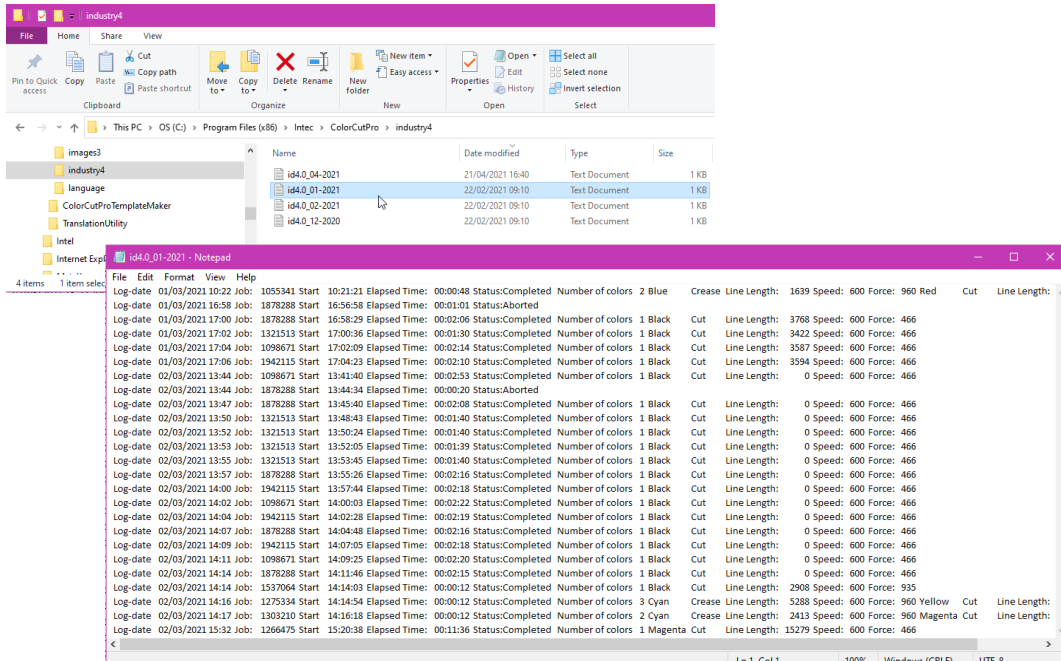 industry4
File Home Share View
Pin to Quick access
Copy
Paste
Cut
Copy path
Paste shortcut
Move to
Copy to
Delete
Rename
New folder
New item
Easy access
Properties
Open
Edit
History
Select all
Select none
Invert selection
Clipboard Organize New Open Select
This PC > OS (C:) > Program Files (x86) > Intec > ColorCutPro > industry4
images3
industry4
language
ColorCutProTemplateMaker
TranslationUtility
Intel
Internet
4 items 1 item
Name Date modified Type Size
id4.0_04-2021 21/04/2021 16:40 Text Document 1 KB
id4.0_01-2021 22/02/2021 09:10 Text Document 1 KB
id4.0_02-2021 22/02/2021 09:10 Text Document 1 KB
id4.0_12-2020 22/02/2021 09:10 Text Document 1 KB
id4.0_01-2021 - Notepad
File Edit Format View Help
Log-date 01/03/2021 10:22 Job: 1055341 Start 10:21:21 Elapsed Time: 00:00:48 Status:Completed Number of colors 2 Blue Crease Line Length: 1639 Speed: 600 Force: 960 Red Cut Line Length:
Log-date 01/03/2021 16:58 Job: 1878288 Start 16:56:58 Elapsed Time: 00:01:01 Status:Aborted
Log-date 01/03/2021 17:00 Job: 1878288 Start 16:58:29 Elapsed Time: 00:02:06 Status:Completed Number of colors 1 Black Cut Line Length: 3768 Speed: 600 Force: 466
Log-date 01/03/2021 17:02 Job: 1321513 Start 17:00:36 Elapsed Time: 00:01:30 Status:Completed Number of colors 1 Black Cut Line Length: 3422 Speed: 600 Force: 466
Log-date 01/03/2021 17:04 Job: 1098671 Start 17:02:09 Elapsed Time: 00:02:14 Status:Completed Number of colors 1 Black Cut Line Length: 3587 Speed: 600 Force: 466
Log-date 01/03/2021 17:06 Job: 1942115 Start 17:04:23 Elapsed Time: 00:02:10 Status:Completed Number of colors 1 Black Cut Line Length: 3594 Speed: 600 Force: 466
Log-date 02/03/2021 13:44 Job: 1098671 Start 13:41:40 Elapsed Time: 00:02:53 Status:Completed Number of colors 1 Black Cut Line Length: 0 Speed: 600 Force: 466
Log-date 02/03/2021 13:44 Job: 1878288 Start 13:44:34 Elapsed Time: 00:00:20 Status:Aborted
Log-date 02/03/2021 13:47 Job: 1878288 Start 13:45:40 Elapsed Time: 00:02:08 Status:Completed Number of colors 1 Black Cut Line Length: 0 Speed: 600 Force: 466
Log-date 02/03/2021 13:50 Job: 1321513 Start 13:48:43 Elapsed Time: 00:01:40 Status:Completed Number of colors 1 Black Cut Line Length: 0 Speed: 600 Force: 466
Log-date 02/03/2021 13:52 Job: 1321513 Start 13:50:24 Elapsed Time: 00:01:40 Status:Completed Number of colors 1 Black Cut Line Length: 0 Speed: 600 Force: 466
Log-date 02/03/2021 13:53 Job: 1321513 Start 13:52:05 Elapsed Time: 00:01:39 Status:Completed Number of colors 1 Black Cut Line Length: 0 Speed: 600 Force: 466
Log-date 02/03/2021 13:55 Job: 1321513 Start 13:53:45 Elapsed Time: 00:01:40 Status:Completed Number of colors 1 Black Cut Line Length: 0 Speed: 600 Force: 466
Log-date 02/03/2021 13:57 Job: 1878288 Start 13:55:26 Elapsed Time: 00:02:16 Status:Completed Number of colors 1 Black Cut Line Length: 0 Speed: 600 Force: 466
Log-date 02/03/2021 14:00 Job: 1942115 Start 13:57:44 Elapsed Time: 00:02:18 Status:Completed Number of colors 1 Black Cut Line Length: 0 Speed: 600 Force: 466
Log-date 02/03/2021 14:02 Job: 1098671 Start 14:00:03 Elapsed Time: 00:02:22 Status:Completed Number of colors 1 Black Cut Line Length: 0 Speed: 600 Force: 466
Log-date 02/03/2021 14:04 Job: 1942115 Start 14:02:28 Elapsed Time: 00:02:19 Status:Completed Number of colors 1 Black Cut Line Length: 0 Speed: 600 Force: 466
Log-date 02/03/2021 14:07 Job: 1878288 Start 14:04:48 Elapsed Time: 00:02:16 Status:Completed Number of colors 1 Black Cut Line Length: 0 Speed: 600 Force: 466
Log-date 02/03/2021 14:09 Job: 1942115 Start 14:07:05 Elapsed Time: 00:02:18 Status:Completed Number of colors 1 Black Cut Line Length: 0 Speed: 600 Force: 466
Log-date 02/03/2021 14:11 Job: 1098671 Start 14:09:25 Elapsed Time: 00:02:20 Status:Completed Number of colors 1 Black Cut Line Length: 0 Speed: 600 Force: 466
Log-date 02/03/2021 14:14 Job: 1878288 Start 14:11:46 Elapsed Time: 00:02:15 Status:Completed Number of colors 1 Black Cut Line Length: 0 Speed: 600 Force: 466
Log-date 02/03/2021 14:14 Job: 1537064 Start 14:14:03 Elapsed Time: 00:00:12 Status:Completed Number of colors 1 Black Cut Line Length: 2908 Speed: 600 Force: 935
Log-date 02/03/2021 14:16 Job: 1275334 Start 14:14:54 Elapsed Time: 00:00:12 Status:Completed Number of colors 3 Cyan Crease Line Length: 5288 Speed: 600 Force: 960 Yellow Cut Line Length:
Log-date 02/03/2021 14:17 Job: 1303210 Start 14:16:18 Elapsed Time: 00:00:12 Status:Completed Number of colors 2 Cyan Crease Line Length: 2413 Speed: 600 Force: 960 Magenta Cut Line Length:
Log-date 02/03/2021 15:32 Job: 1266475 Start 15:20:38 Elapsed Time: 00:11:36 Status:Completed Number of colors 1 Magenta Cut Line Length: 15279 Speed: 600 Force: 466
Ln 1, Col 1 100% Windows (CRLF) UTF-8